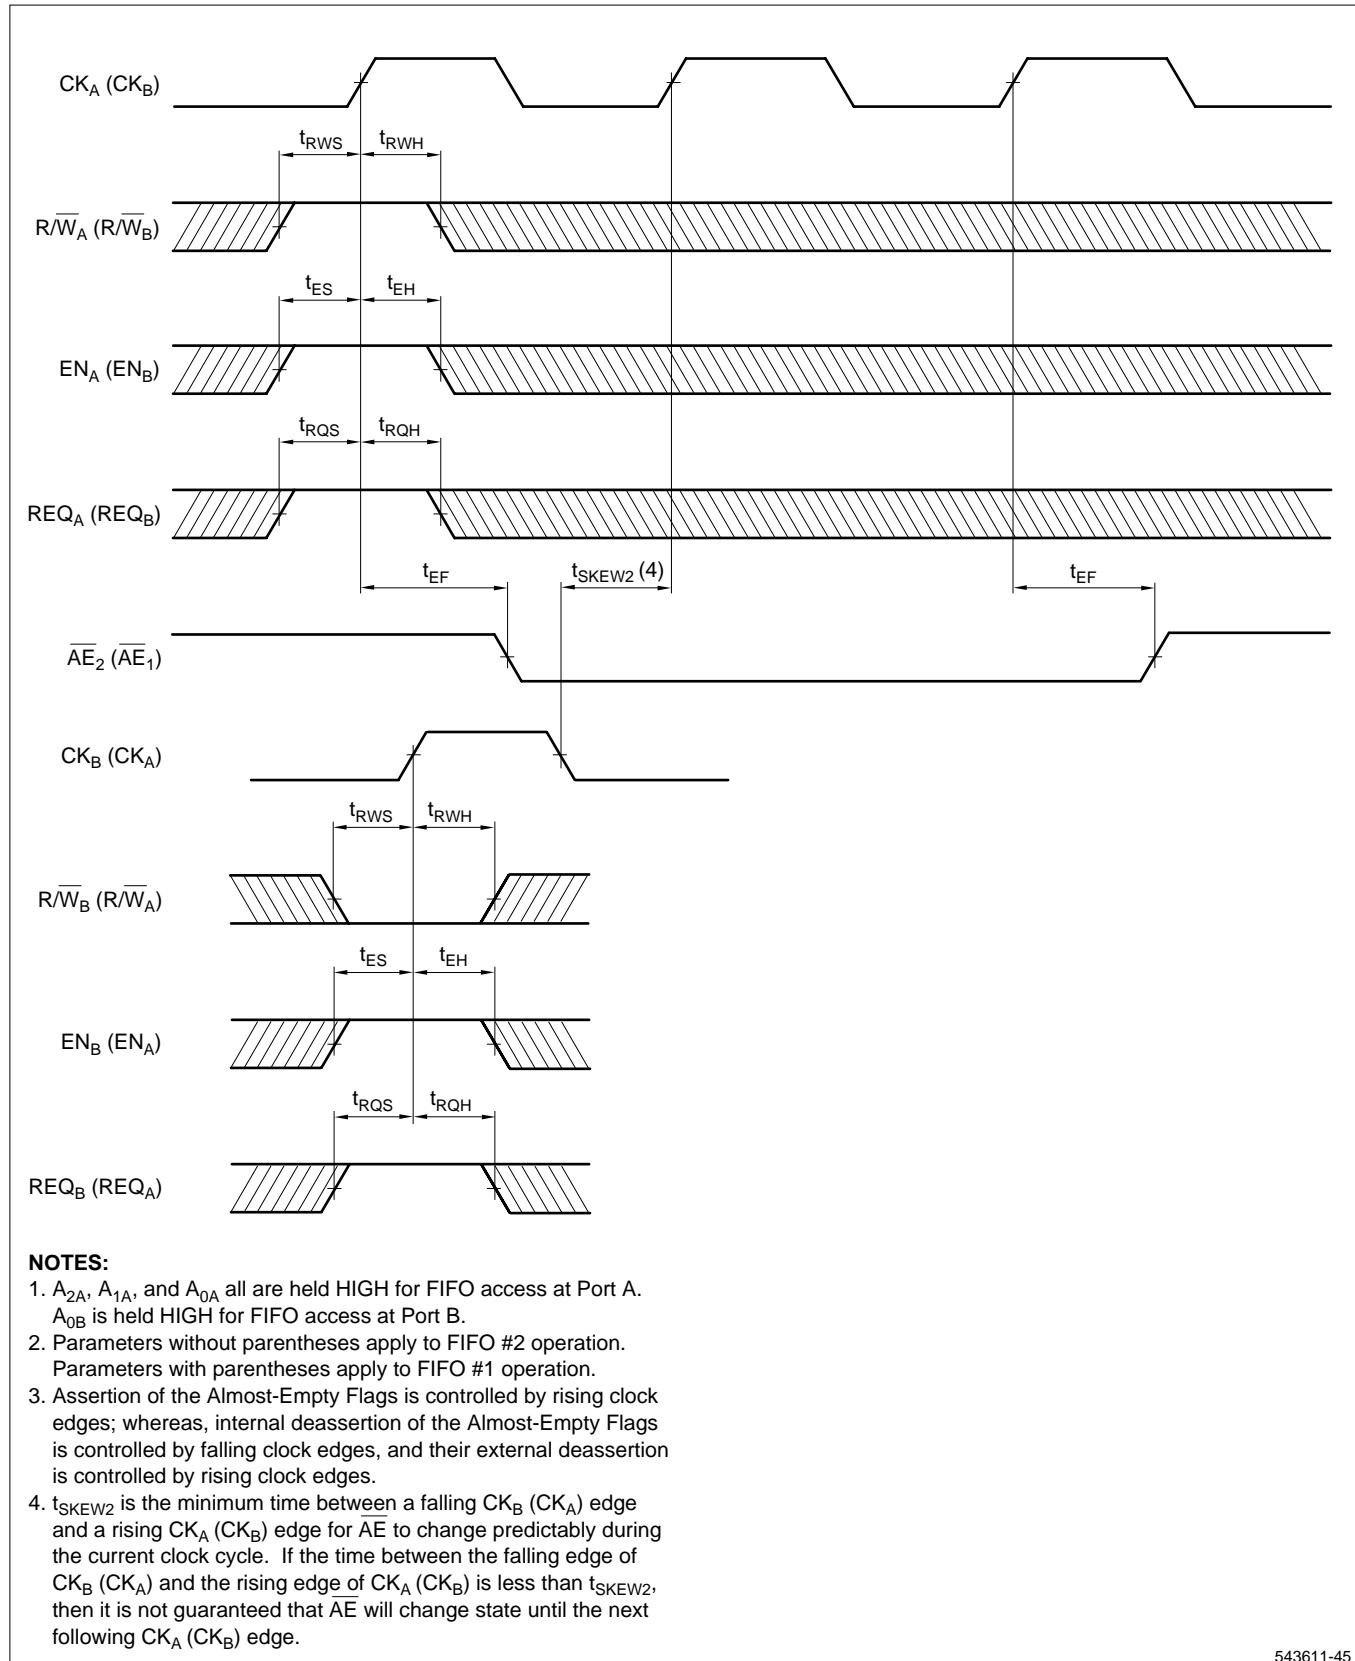 CKA (CKB)
tRWS tRWH
R/W̅A (R/W̅B)
tES tEH
ENA (ENB)
tRQS tRQH
REQA (REQB)
tEF tSKEW2 (4) tEF
A̅E̅2 (A̅E̅1)
CKB (CKA)
tRWS tRWH
R/W̅B (R/W̅A)
tES tEH
ENB (ENA)
tRQS tRQH
REQB (REQA)
NOTES:
1. A2A, A1A, and A0A all are held HIGH for FIFO access at Port A.
A0B is held HIGH for FIFO access at Port B.
2. Parameters without parentheses apply to FIFO #2 operation.
Parameters with parentheses apply to FIFO #1 operation.
3. Assertion of the Almost-Empty Flags is controlled by rising clock
edges; whereas, internal deassertion of the Almost-Empty Flags
is controlled by falling clock edges, and their external deassertion
is controlled by rising clock edges.
4. tSKEW2 is the minimum time between a falling CKB (CKA) edge
and a rising CKA (CKB) edge for A̅E̅ to change predictably during
the current clock cycle. If the time between the falling edge of
CKB (CKA) and the rising edge of CKA (CKB) is less than tSKEW2,
then it is not guaranteed that A̅E̅ will change state until the next
following CKA (CKB) edge.
543611-45